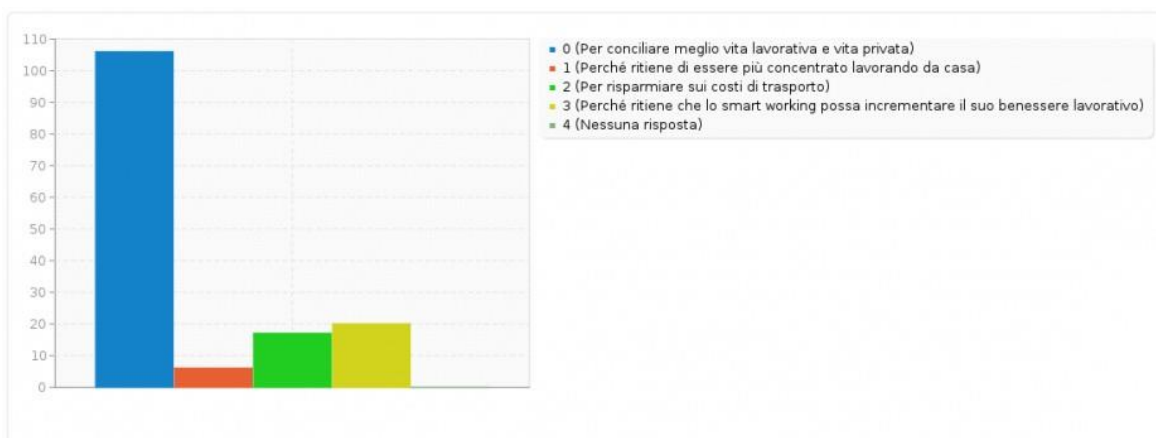 110
100
90
80
70
60
50
40
30
20
10
0
0 (Per conciliare meglio vita lavorativa e vita privata)
1 (Perché ritiene di essere più concentrato lavorando da casa)
2 (Per risparmiare sui costi di trasporto)
3 (Perché ritiene che lo smart working possa incrementare il suo benessere lavorativo)
4 (Nessuna risposta)